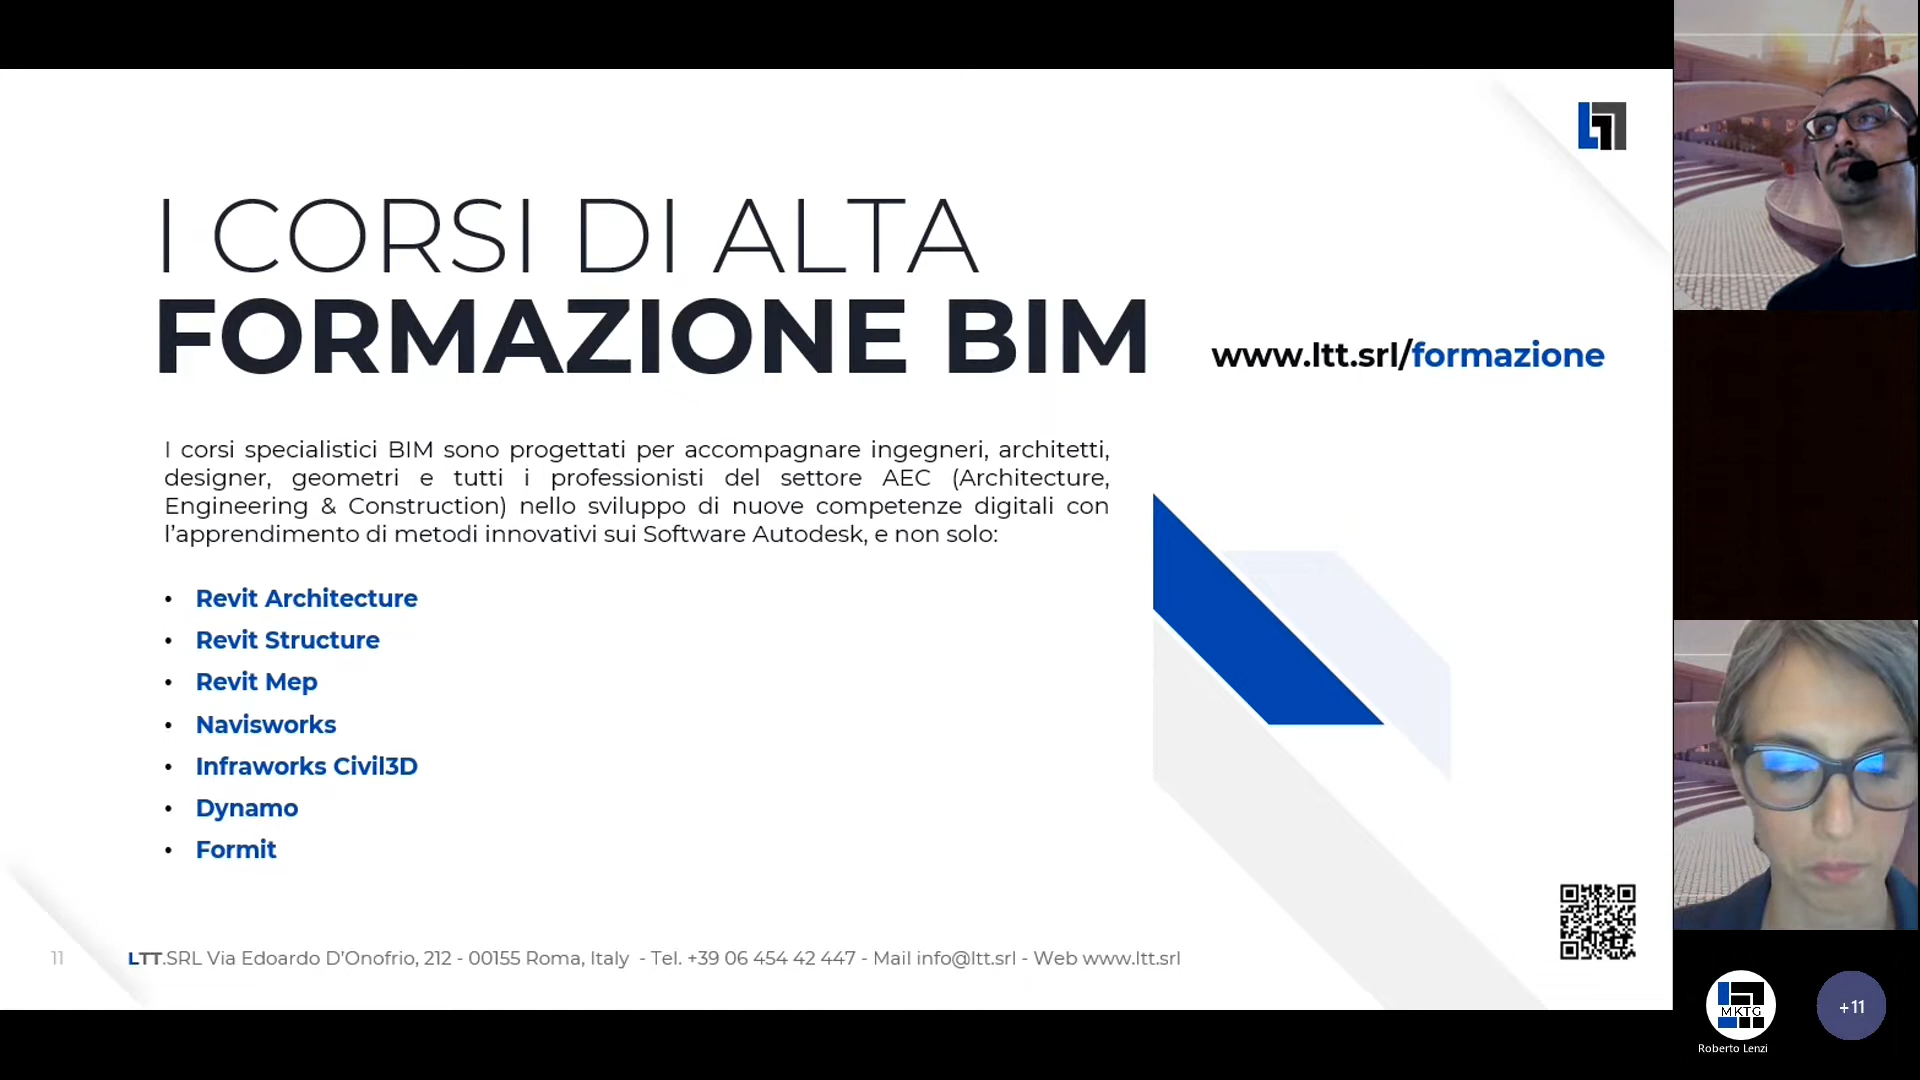 I CORSI DI ALTA
FORMAZIONE BIM
www.ltt.srl/formazione
I corsi specialistici BIM sono progettati per accompagnare ingegneri, architetti,
designer, geometri e tutti i professionisti del settore AEC (Architecture,
Engineering & Construction) nello sviluppo di nuove competenze digitali con
l’apprendimento di metodi innovativi sui Software Autodesk, e non solo:
• Revit Architecture
• Revit Structure
• Revit Mep
• Navisworks
• Infraworks Civil3D
• Dynamo
• Formit
11
LTT.SRL Via Edoardo D’Onofrio, 212 - 00155 Roma, Italy - Tel. +39 06 454 42 447 - Mail info@ltt.srl - Web www.ltt.srl
MKTG
+11
Roberto Lenzi